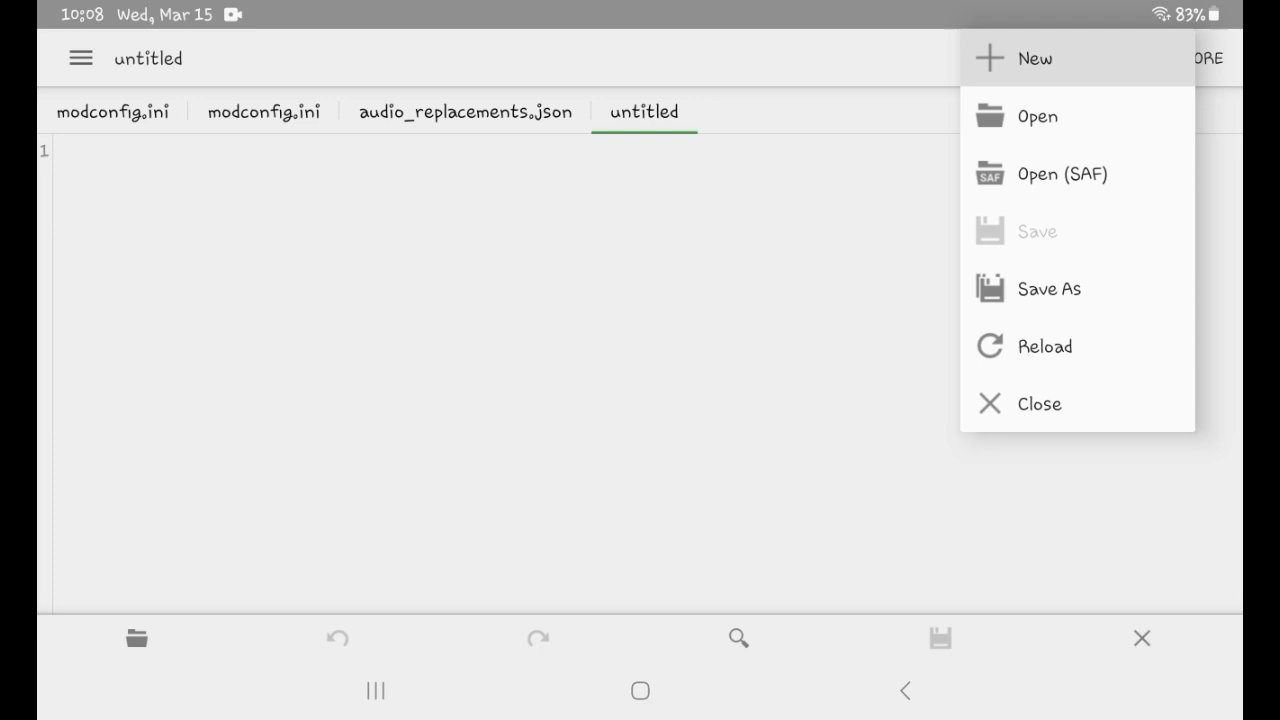 10:08 Wed, Mar 15 83%
untitled ORE
modconfig.ini modconfig.ini audio_replacements.json untitled
1
New
Open
SAF Open (SAF)
Save
Save As
Reload
Close